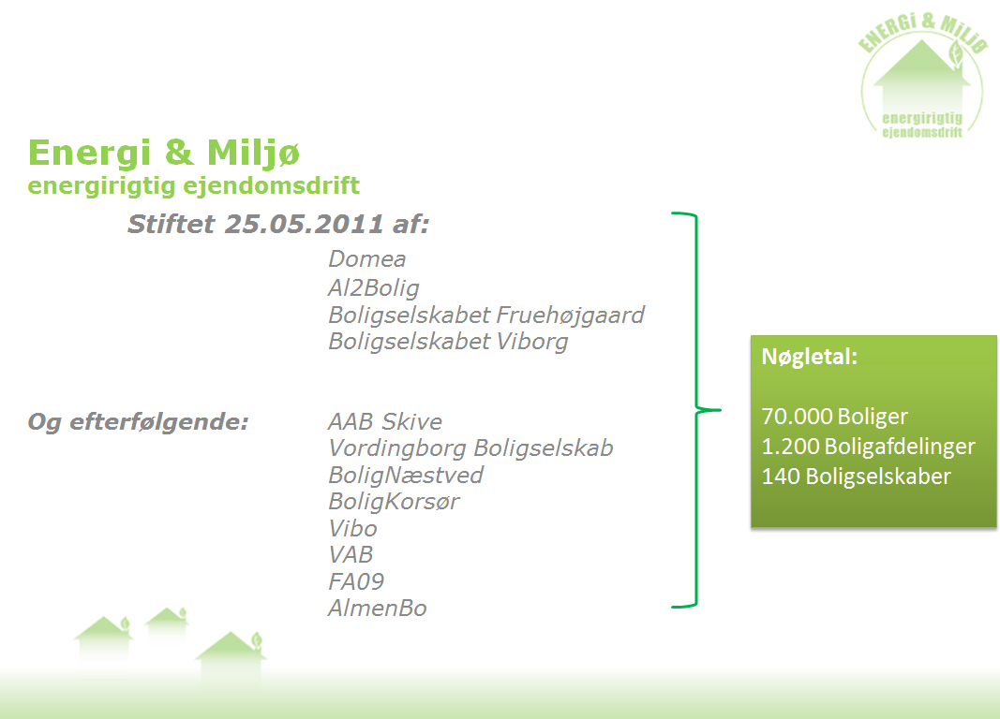 ENERGi & MiLJØ
energirigtig
ejendomsdrift
Energi & Miljø
energirigtig ejendomsdrift
Stiftet 25.05.2011 af:
Domea
Al2Bolig
Boligselskabet Fruehøjgaard
Boligselskabet Viborg
Og efterfølgende: AAB Skive
Vordingborg Boligselskab
BoligNæstved
BoligKorsør
Vibo
VAB
FA09
AlmenBo
Nøgletal:
70.000 Boliger
1.200 Boligafdelinger
140 Boligselskaber